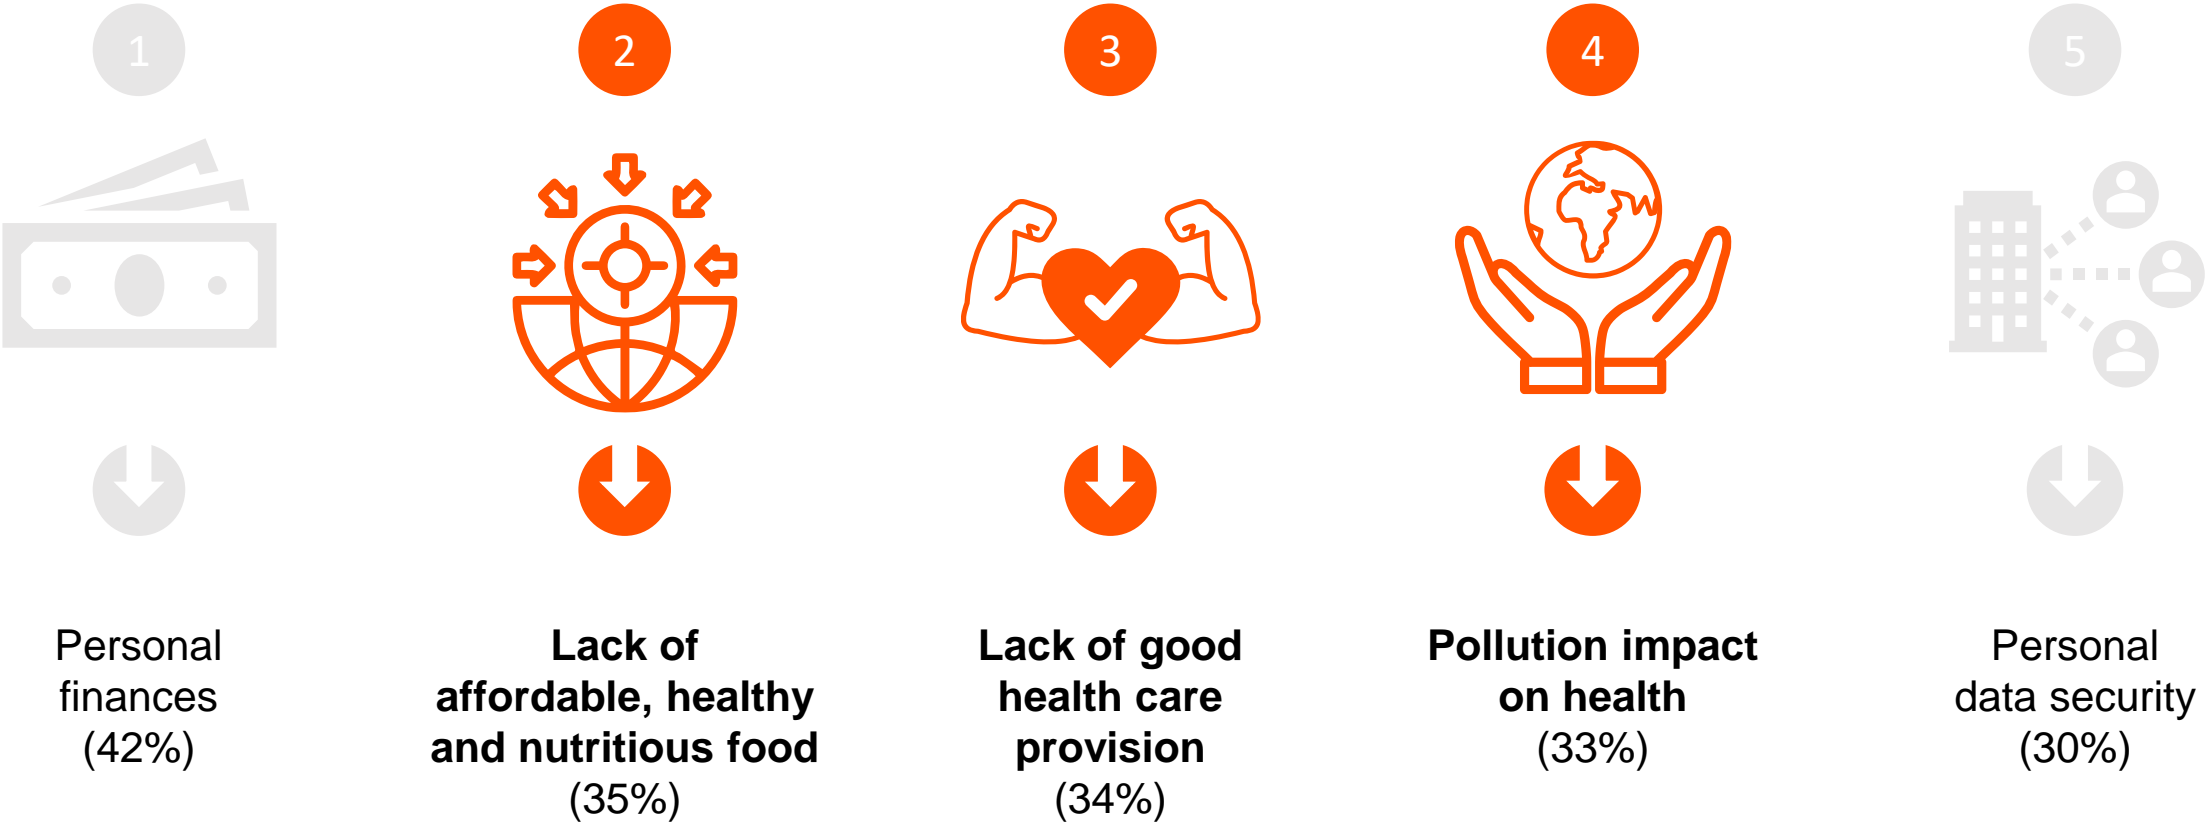 1
2
3
4
5
Personal
finances
(42%)
Lack of
affordable, healthy
and nutritious food
(35%)
Lack of good
health care
provision
(34%)
Pollution impact
on health
(33%)
Personal
data security
(30%)